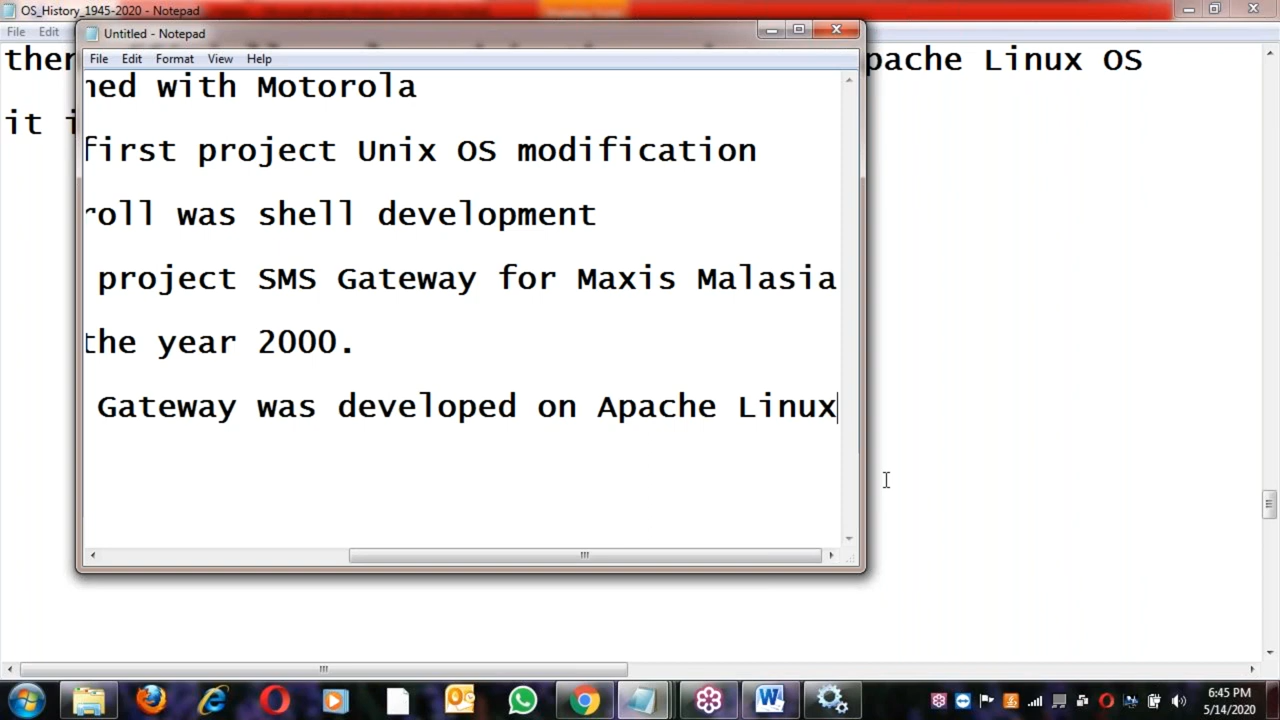 OS_History_1945-2020 - Notepad
File Edit
Untitled - Notepad
File Edit Format View Help
pache Linux OS
it i
ned with Motorola
first project Unix OS modification
roll was shell development
project SMS Gateway for Maxis Malasia
the year 2000.
Gateway was developed on Apache Linux
6:45 PM
5/14/2020